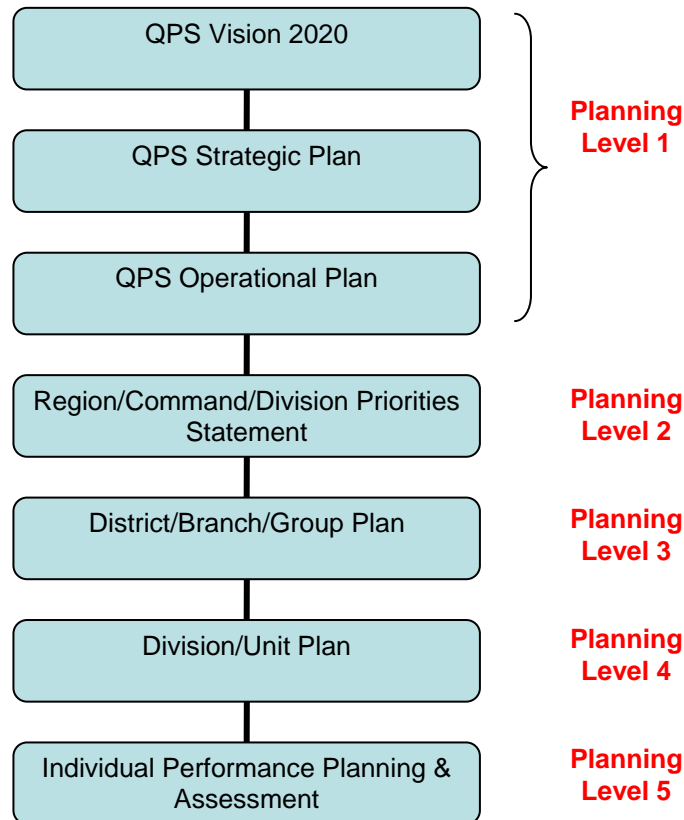 QPS Vision 2020
Planning
Level 1
QPS Strategic Plan
QPS Operational Plan
Region/Command/Division Priorities
Statement
Planning
Level 2
District/Branch/Group Plan
Planning
Level 3
Division/Unit Plan
Planning
Level 4
Individual Performance Planning &
Assessment
Planning
Level 5